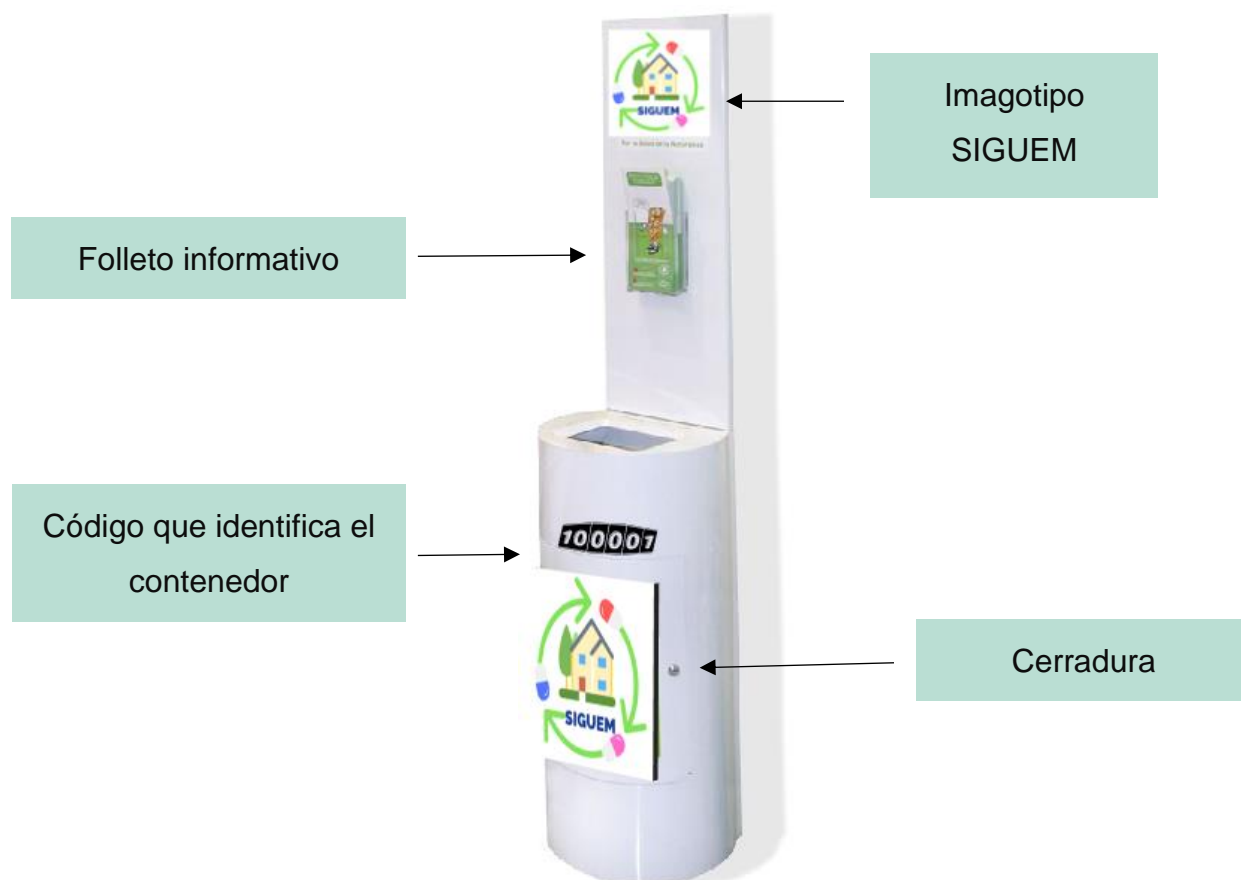 SIGUEM
Imagotipo
SIGUEM
Folleto informativo
Código que identifica el
contenedor
100001
SIGUEM
Cerradura